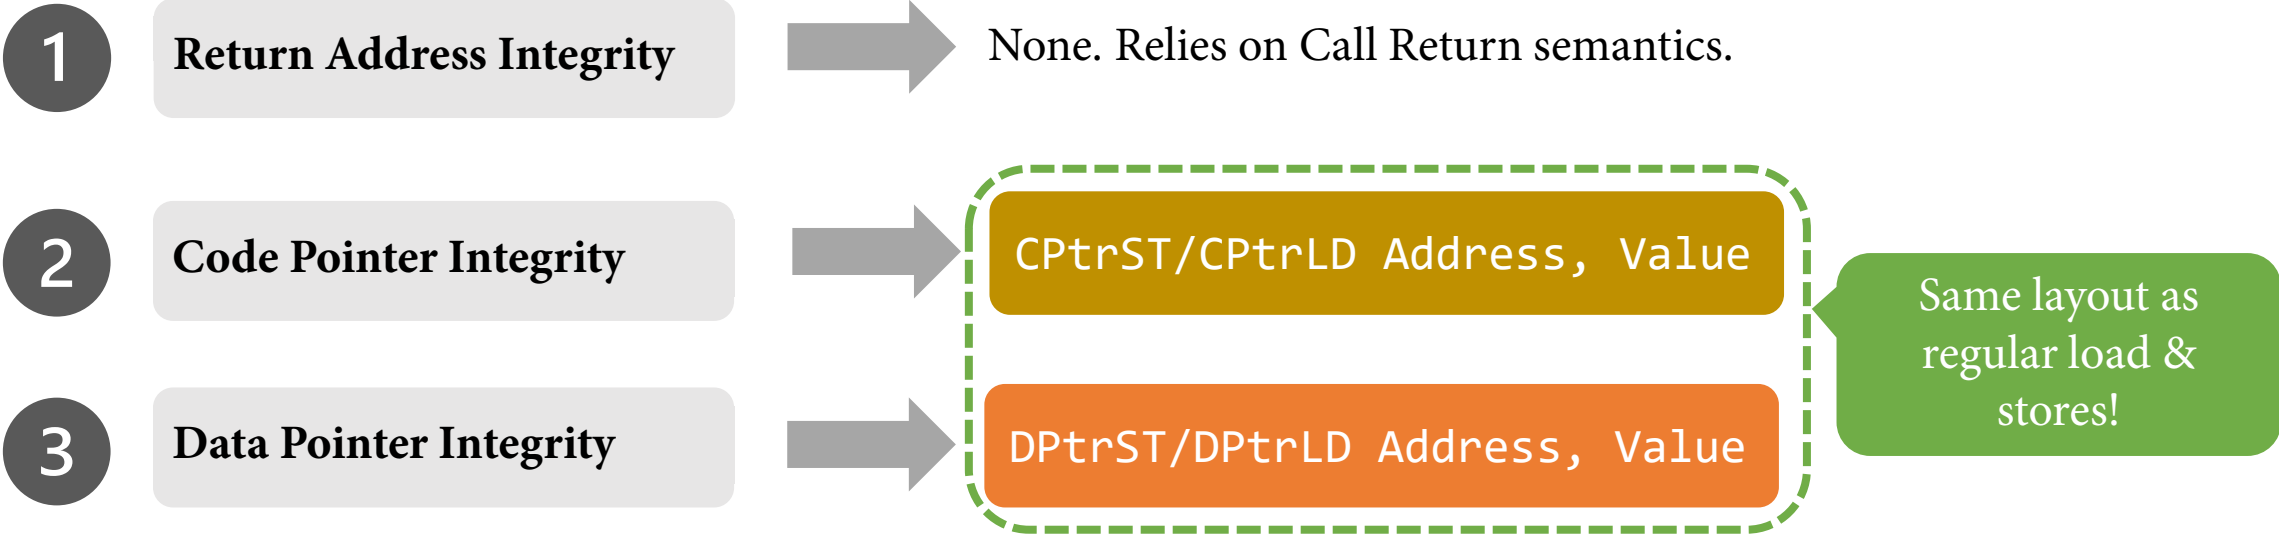 1
Return Address Integrity
None. Relies on Call Return semantics.
2
Code Pointer Integrity
CPtrST/CPtrLD Address, Value
3
Data Pointer Integrity
DPtrST/DPtrLD Address, Value
Same layout as
regular load &
stores!